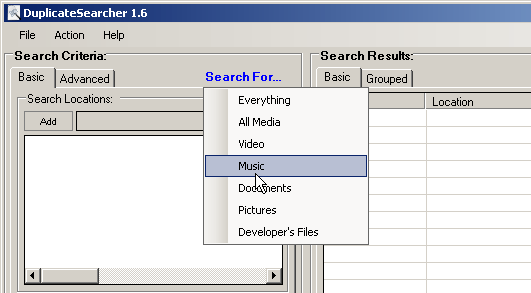 DuplicateSearcher 1.6
File Action Help
Search Criteria: Search Results:
Basic Advanced Search For... Basic Grouped
Search Locations:
Add
Location
Everything
All Media
Video
Music
Documents
Pictures
Developer's Files